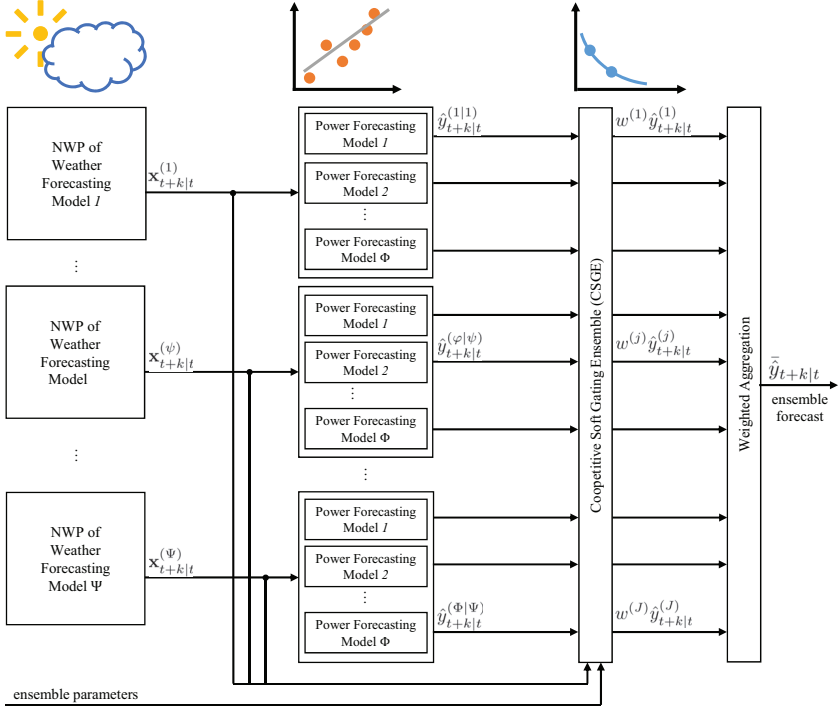 NWP of
Weather
Forecasting
Model 1
⋮
NWP of
Weather
Forecasting
Model
⋮
NWP of
Weather
Forecasting
Model Ψ
x^{(1)}_{t+k|t}
x^{(ψ)}_{t+k|t}
x^{(Ψ)}_{t+k|t}
Power Forecasting
Model 1
Power Forecasting
Model 2
⋮
Power Forecasting
Model Φ
Power Forecasting
Model 1
Power Forecasting
Model 2
⋮
Power Forecasting
Model Φ
⋮
Power Forecasting
Model 1
Power Forecasting
Model 2
⋮
Power Forecasting
Model Φ
ŷ^{(1|1)}_{t+k|t}
ŷ^{(φ|ψ)}_{t+k|t}
ŷ^{(Φ|Ψ)}_{t+k|t}
Coopetitive Soft Gating Ensemble (CSGE)
w^{(1)} ŷ^{(1)}_{t+k|t}
w^{(j)} ŷ^{(j)}_{t+k|t}
w^{(J)} ŷ^{(J)}_{t+k|t}
Weighted Aggregation
ŷ̄_{t+k|t}
ensemble
forecast
ensemble parameters